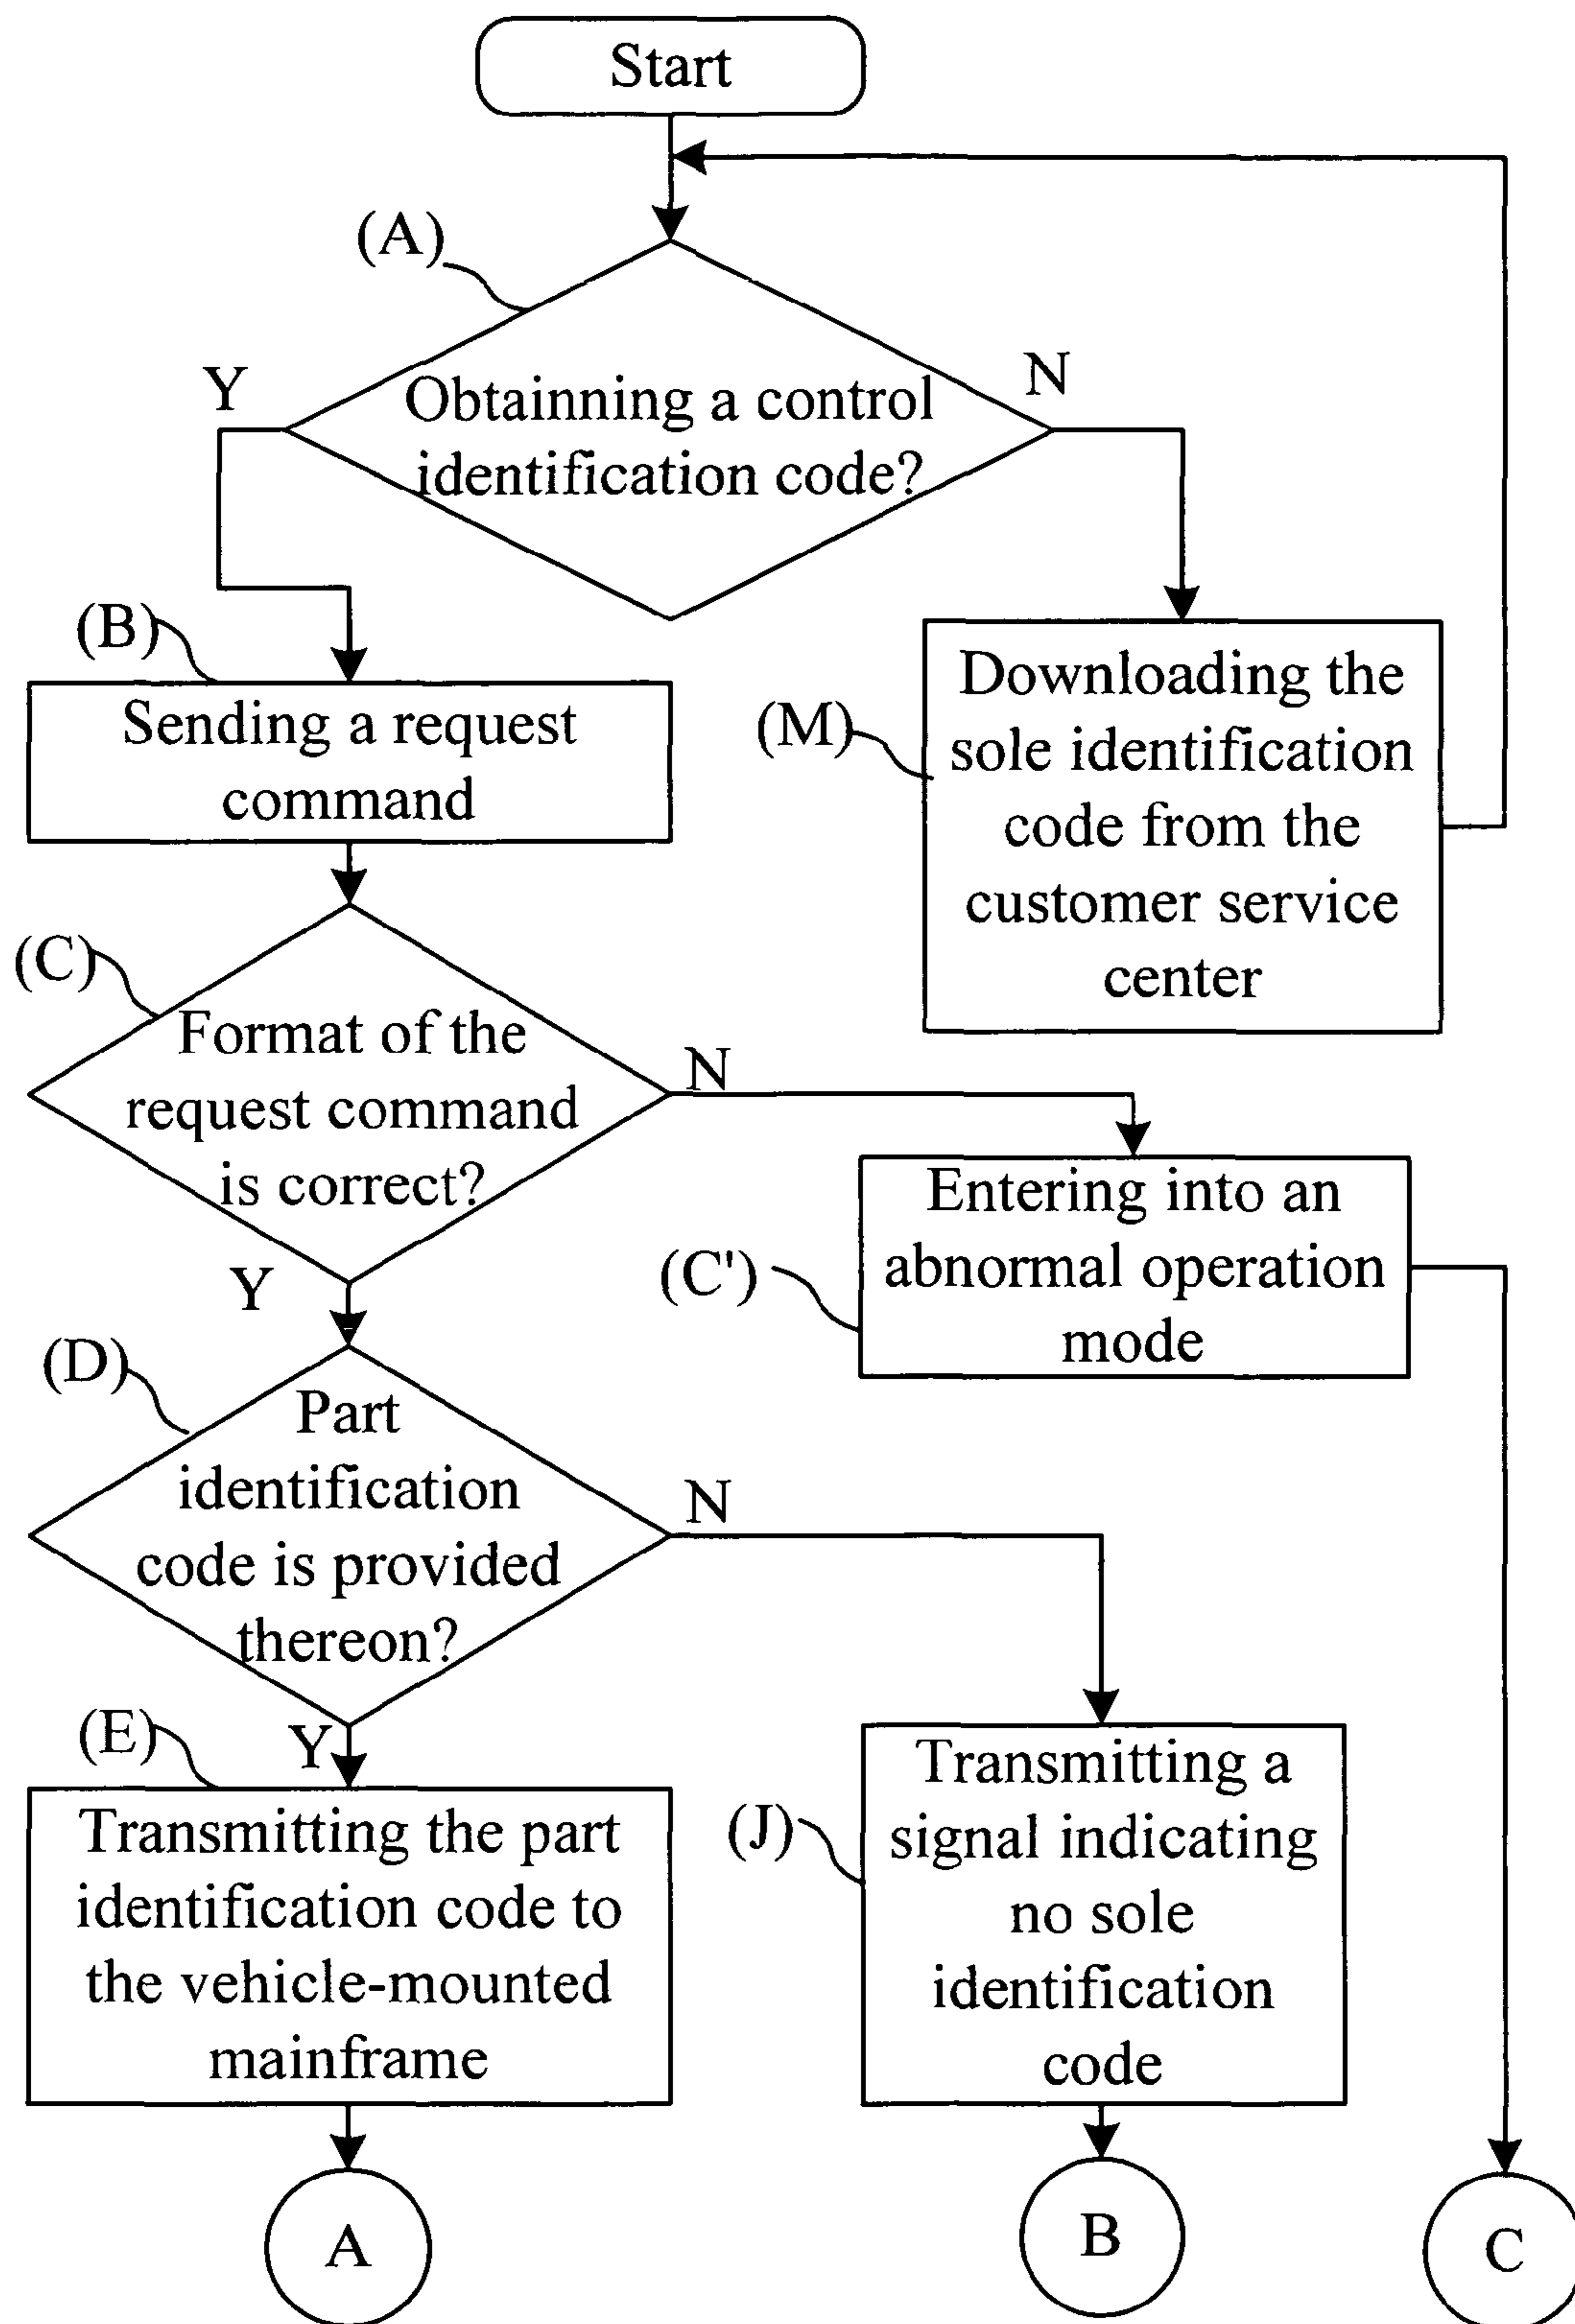 Start
(A)
Y
N
Obtainning a control
identification code?
(B)
Sending a request
command
(M)
Downloading the
sole identification
code from the
customer service
center
(C)
Format of the
request command
is correct?
N
Y
(C')
Entering into an
abnormal operation
mode
(D)
Part
identification
code is provided
thereon?
N
Y
(E)
Transmitting the part
identification code to
the vehicle-mounted
mainframe
(J)
Transmitting a
signal indicating
no sole
identification
code
A
B
C